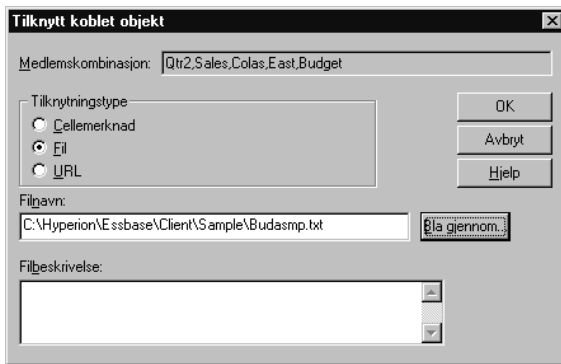 Tilknytt koblet objekt
Medlemskombinasjon: Qtr2,Sales,Colas,East,Budget
Tilknytningstype
Cellemerknad
Fil
URL
OK
Avbryt
Hjelp
Filnavn:
C:\Hyperion\Essbase\Client\Sample\Budasmp.txt
Bla gjennom...
Filbeskrivelse: